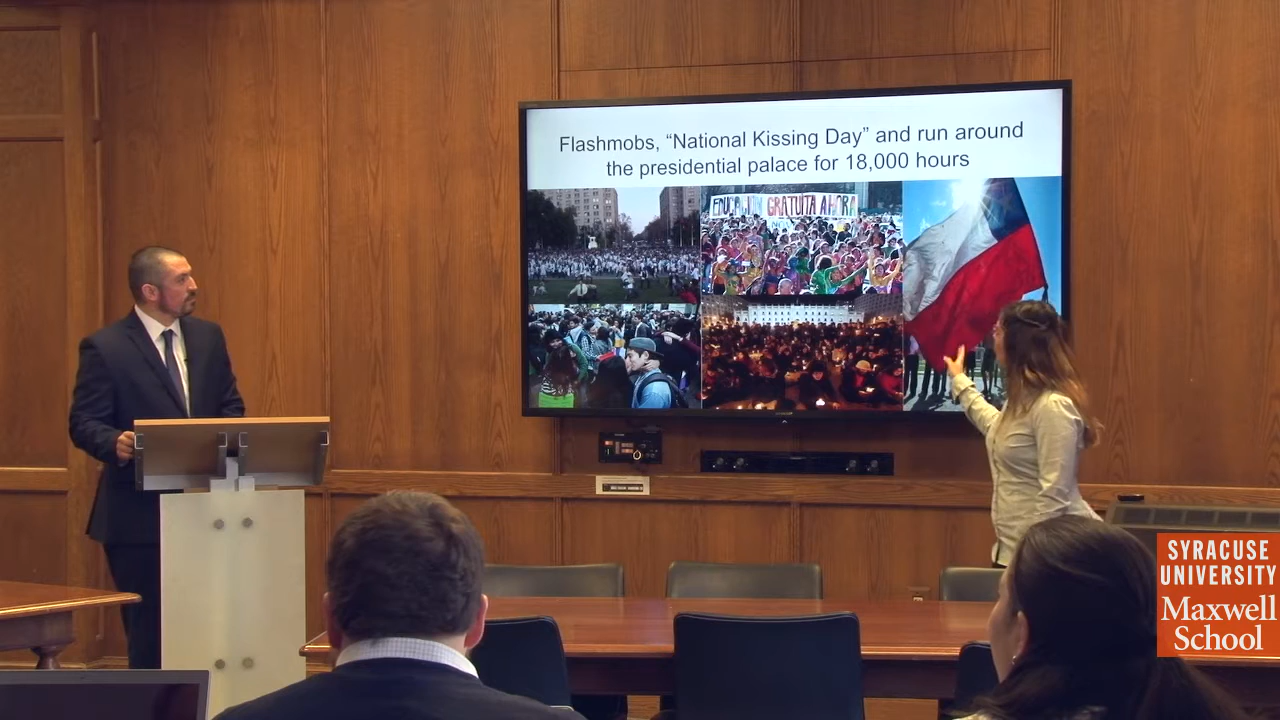 Flashmobs, “National Kissing Day” and run around
the presidential palace for 18,000 hours
EDUCACIÓN GRATUITA AHORA
SYRACUSE
UNIVERSITY
Maxwell
School